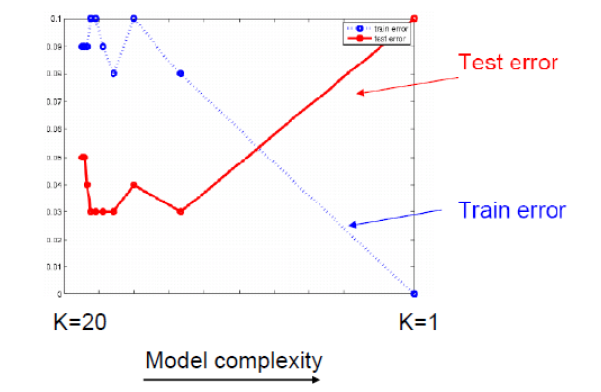 0.1
0.09
0.08
0.07
0.06
0.05
0.04
0.03
0.02
0.01
0
train error
test error
Test error
Train error
K=20
K=1
Model complexity